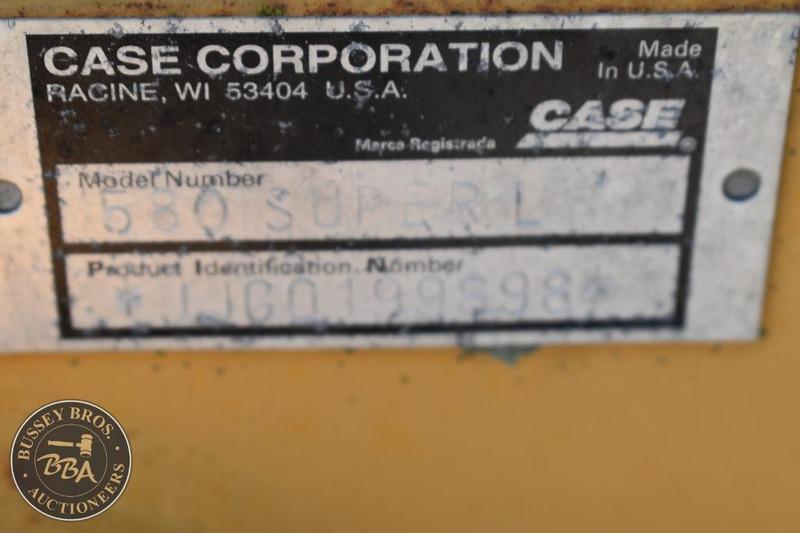 CASE CORPORATION
RACINE, WI 53404 U.S.A.
Made
In U.S.A.
CASE
®
Marca Registrada
Model Number
580 SUPER L
Product Identification Number
*JJG0199898*
BUSSEY BROS.
BBA
AUCTIONEERS